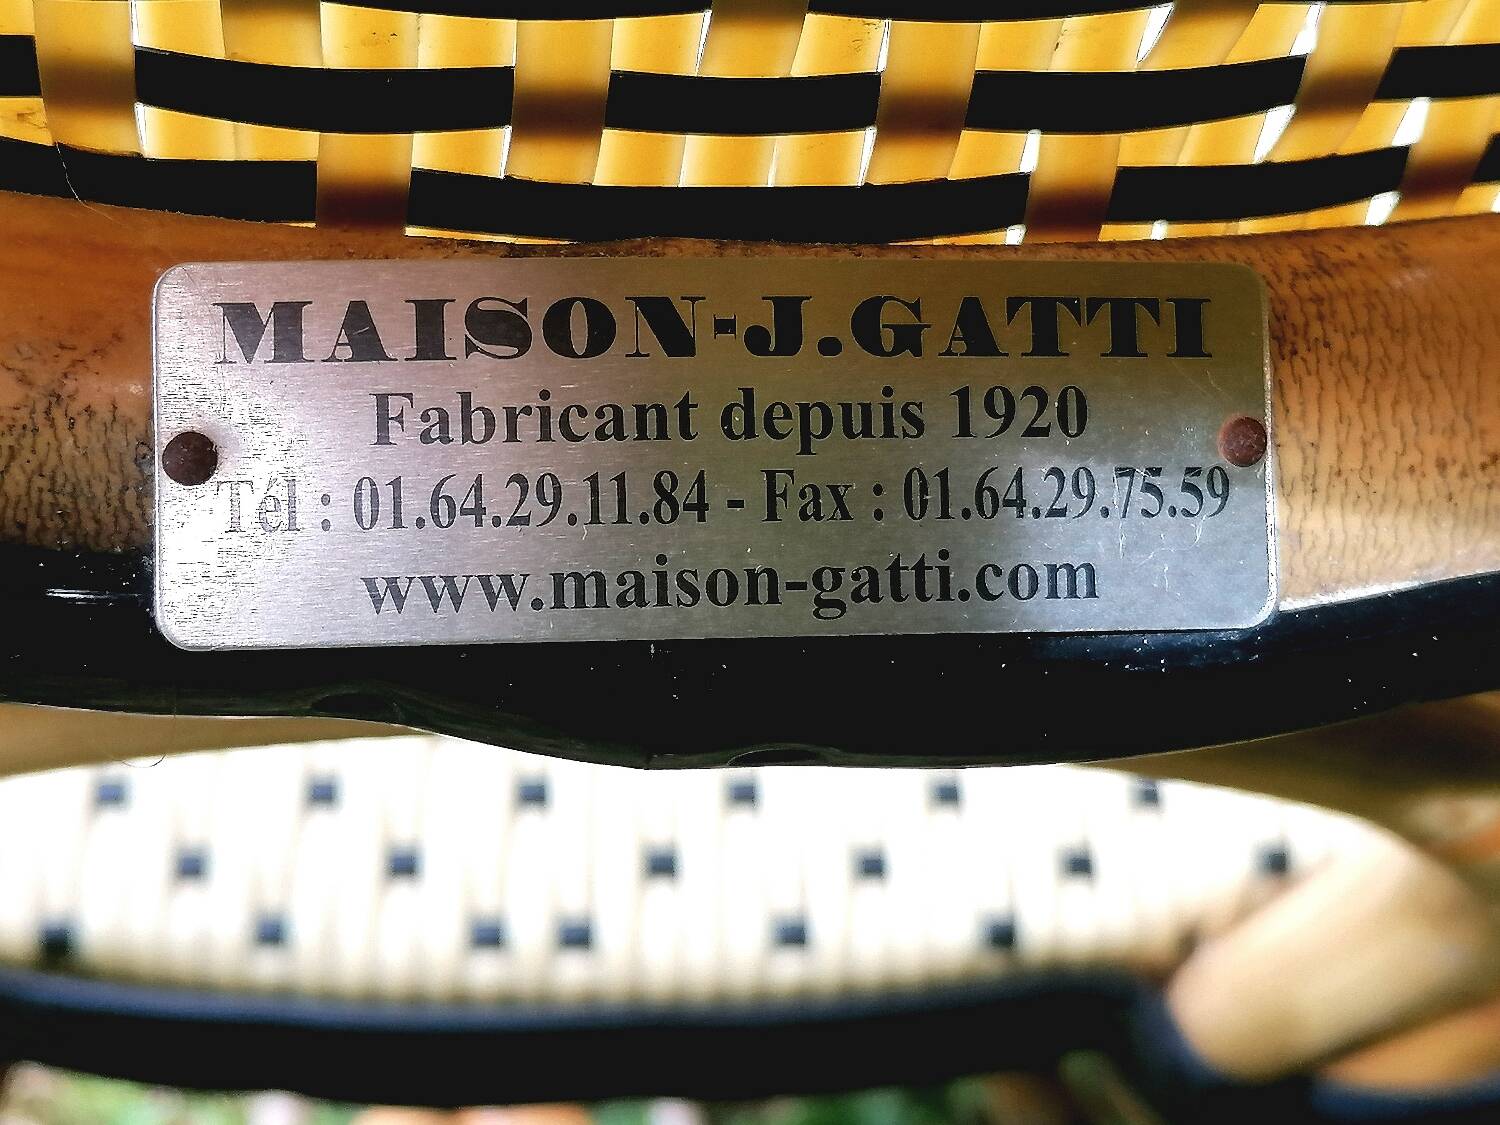 MAISON-J.GATTI
Fabricant depuis 1920
Tél : 01.64.29.11.84 - Fax : 01.64.29.75.59
www.maison-gatti.com